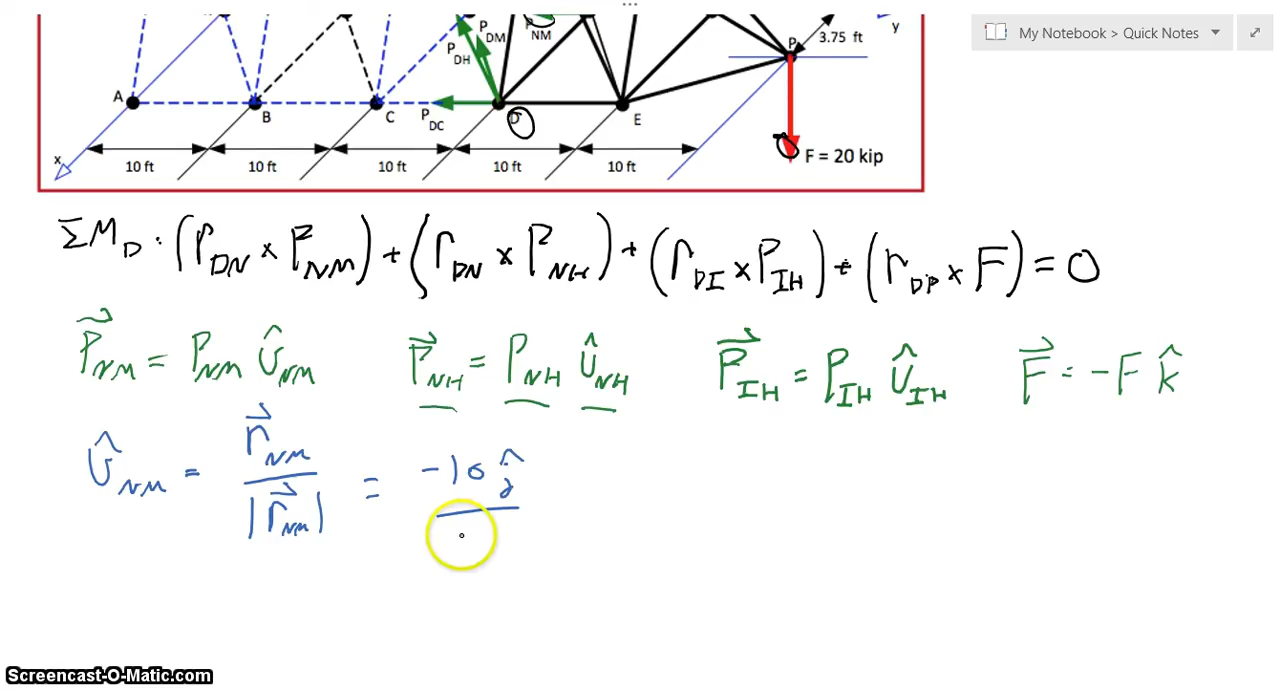 My Notebook > Quick Notes
P_DM
P_NM
P_DH
y
P
3.75 ft
A
B
C
P_DC
D
E
x
10 ft 10 ft 10 ft 10 ft 10 ft
F = 20 kip
ΣM_D : (r_DN × P_NM) + (r_DN × P_NH) + (r_DI × P_IH) + (r_DP × F) = 0
P⃗_NM = P_NM Û_NM P⃗_NH = P_NH Û_NH P⃗_IH = P_IH Û_IH F⃗ = -F k̂
Û_NM = r⃗_NM / |r⃗_NM| = -10 ĵ
Screencast-O-Matic.com